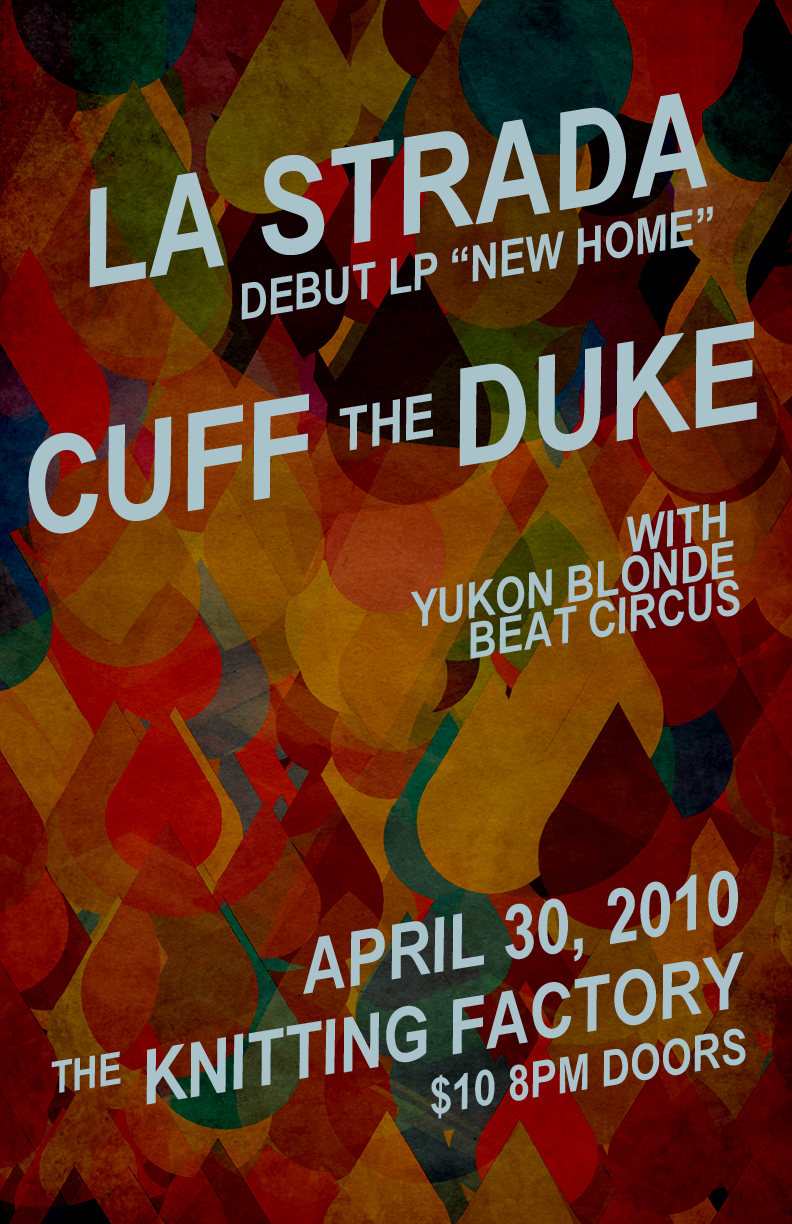 LA STRADA
DEBUT LP “NEW HOME”
CUFF THE DUKE
WITH
YUKON BLONDE
BEAT CIRCUS
APRIL 30, 2010
THE KNITTING FACTORY
$10 8PM DOORS